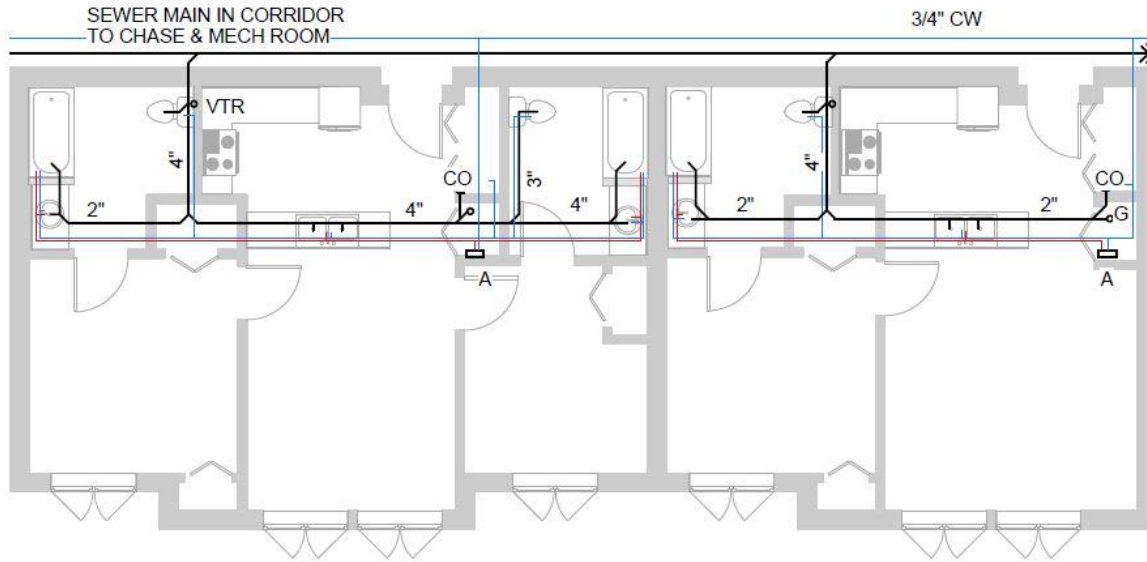 SEWER MAIN IN CORRIDOR
TO CHASE & MECH ROOM
3/4" CW
VTR
4"
4"
3"
CO
CO
2"
4"
4"
2"
2"
G
A
A